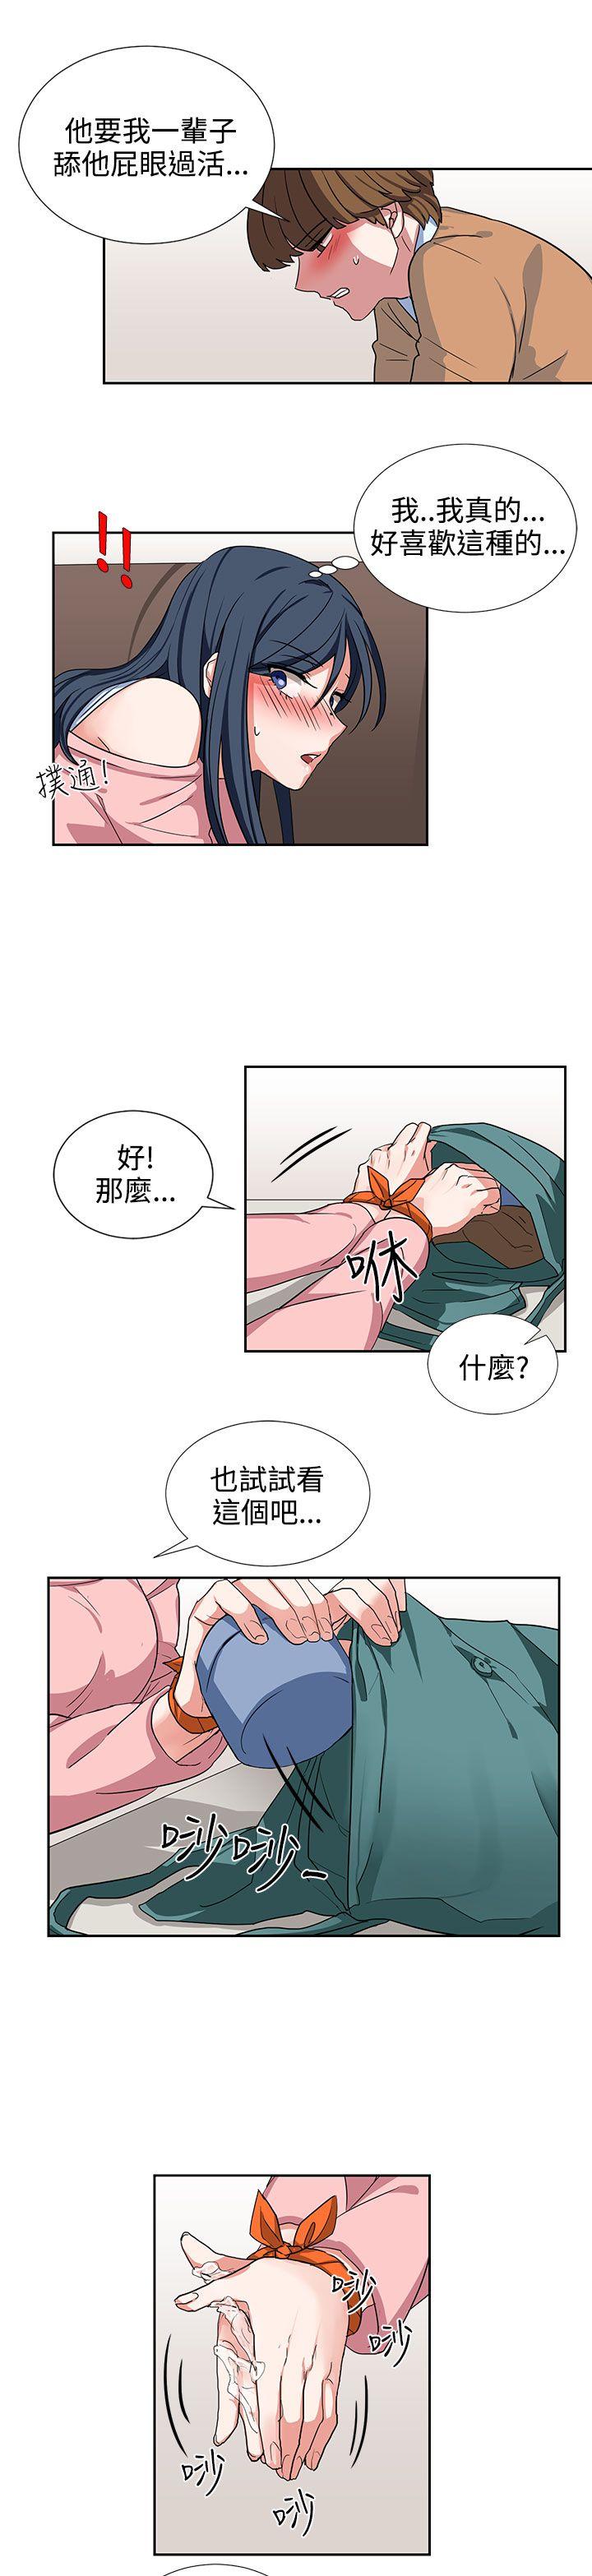 他要我一輩子
舔他屁眼過活...
我..我真的...
好喜歡這種的...
!!
撲通!
好!
那麼...
咻
什麼?
也試試看
這個吧...
唦唦-
唦
唦
唦
唦